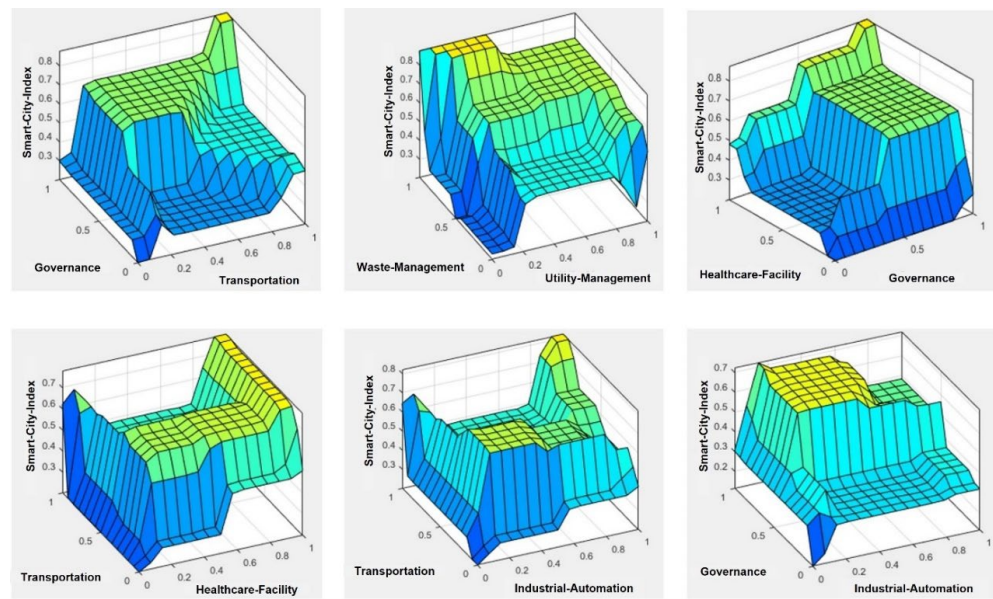 Smart-City-Index
0.8
0.7
0.6
0.5
0.4
0.3
1
0.5
0
Governance
0 0.2 0.4 0.6 0.8 1
Transportation
Smart-City-Index
0.8
0.7
0.6
0.5
0.4
0.3
1
0.5
0
Waste-Management
0 0.2 0.4 0.6 0.8 1
Utility-Management
Smart-City-Index
0.8
0.7
0.6
0.5
0.4
0.3
1
0.5
0
Healthcare-Facility
0 0.5 1
Governance
Smart-City-Index
0.7
0.6
0.5
0.4
0.3
1
0.5
0
Transportation
0 0.2 0.4 0.6 0.8 1
Healthcare-Facility
Smart-City-Index
0.7
0.6
0.5
0.4
0.3
1
0.5
0
Transportation
0 0.2 0.4 0.6 0.8 1
Industrial-Automation
Smart-City-Index
0.7
0.6
0.5
0.4
0.3
0.2
1
0.5
0
Governance
0 0.2 0.4 0.6 0.8 1
Industrial-Automation